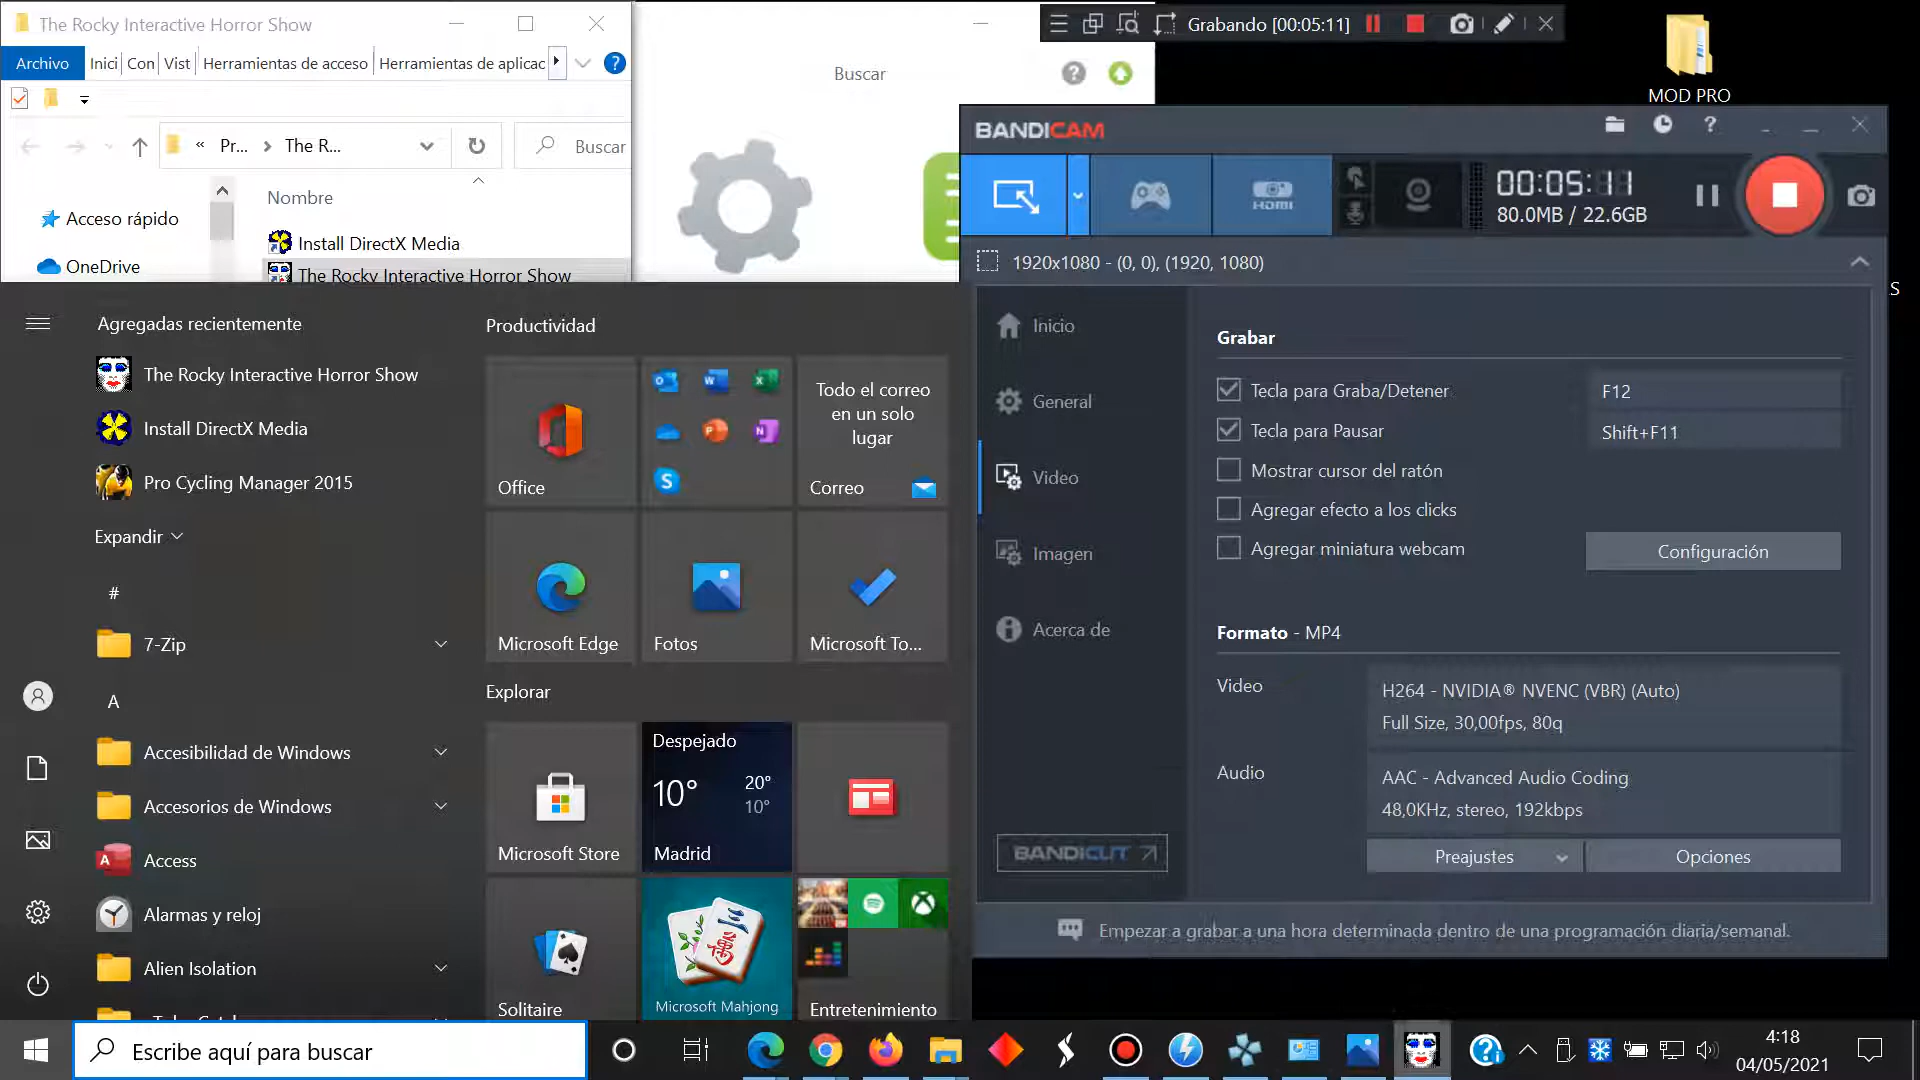 The Rocky Interactive Horror Show
Archivo
Inici
Con
Vist
Herramientas de acceso
Herramientas de aplicac
« Pr... > The R...
Buscar
Nombre
Acceso rápido
OneDrive
Install DirectX Media
The Rocky Interactive Horror Show
Buscar
Grabando [00:05:11]
MOD PRO
S
BANDICAM
HDMI
00:05:11
80.0MB / 22.6GB
1920x1080 - (0, 0), (1920, 1080)
Inicio
General
Video
Imagen
Acerca de
BANDICUT
Grabar
Tecla para Graba/Detener
F12
Tecla para Pausar
Shift+F11
Mostrar cursor del ratón
Agregar efecto a los clicks
Agregar miniatura webcam
Configuración
Formato - MP4
Video
H264 - NVIDIA® NVENC (VBR) (Auto)
Full Size, 30,00fps, 80q
Audio
AAC - Advanced Audio Coding
48,0KHz, stereo, 192kbps
Preajustes
Opciones
Empezar a grabar a una hora determinada dentro de una programación diaria/semanal.
Agregadas recientemente
The Rocky Interactive Horror Show
Install DirectX Media
Pro Cycling Manager 2015
Expandir
#
7-Zip
A
Accesibilidad de Windows
Accesorios de Windows
Access
Alarmas y reloj
Alien Isolation
Productividad
Office
Todo el correo
en un solo
lugar
Correo
Microsoft Edge
Fotos
Microsoft To...
Explorar
Microsoft Store
Despejado
10°
20°
10°
Madrid
Solitaire
Microsoft Mahjong
Entretenimiento
Escribe aquí para buscar
4:18
04/05/2021